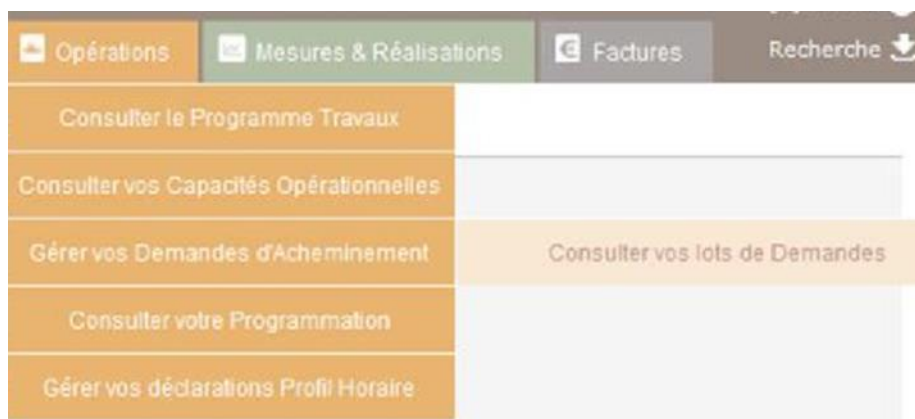 Opérations Mesures & Réalisations Factures Recherche
Consulter le Programme Travaux
Consulter vos Capacités Opérationnelles
Gérer vos Demandes d'Acheminement Consulter vos lots de Demandes
Consulter votre Programmation
Gérer vos déclarations Profil Horaire